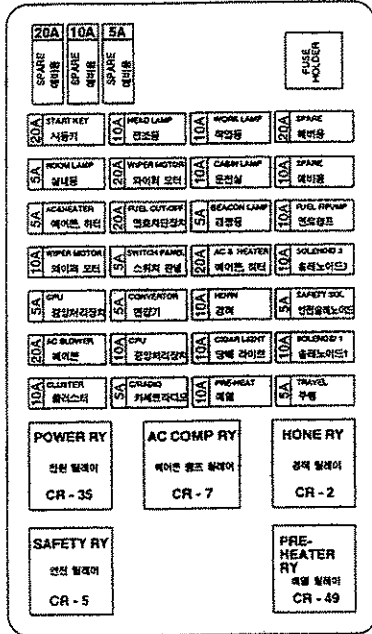 20A 10A 5A
SPARE 예비용
SPARE 예비용
SPARE 예비용
FUSE HOLDER
20A START KEY 시동키
10A HEAD LAMP 전조등
10A WORK LAMP 작업등
20A SPARE 예비용
5A ROOM LAMP 실내등
20A WIPER MOTOR 와이퍼 모터
10A CABIN LAMP 운전실
10A SPARE 예비용
5A AC&HEATER 에어콘, 히터
20A FUEL CUT-OFF 연료차단장치
5A BEACON LAMP 경광등
10A FUEL F/PUMP 연료펌프
10A WIPER MOTOR 와이퍼 모터
5A SWITCH PANEL 스위치 판넬
20A AC & HEATER 에어콘, 히터
10A SOLENOID 2 솔레노이드2
5A CPU 중앙처리장치
5A CONVERTOR 변압기
10A HORN 경적
5A SAFETY SOL 안전솔레노이드
20A AC BLOWER 에어콘
10A CPU 중앙처리장치
10A CIGAR LIGHT 담배 라이트
10A SOLENOID 1 솔레노이드1
10A CLUSTER 클러스터
5A C/RADIO 카세트라디오
10A PRE-HEAT 예열
5A TRAVEL 주행
POWER RY
전원 릴레이
CR - 35
AC COMP RY
에어콘 콤프 릴레이
CR - 7
HONE RY
경적 릴레이
CR - 2
SAFETY RY
안전 릴레이
CR - 5
PRE-
HEATER
RY
예열 릴레이
CR - 49